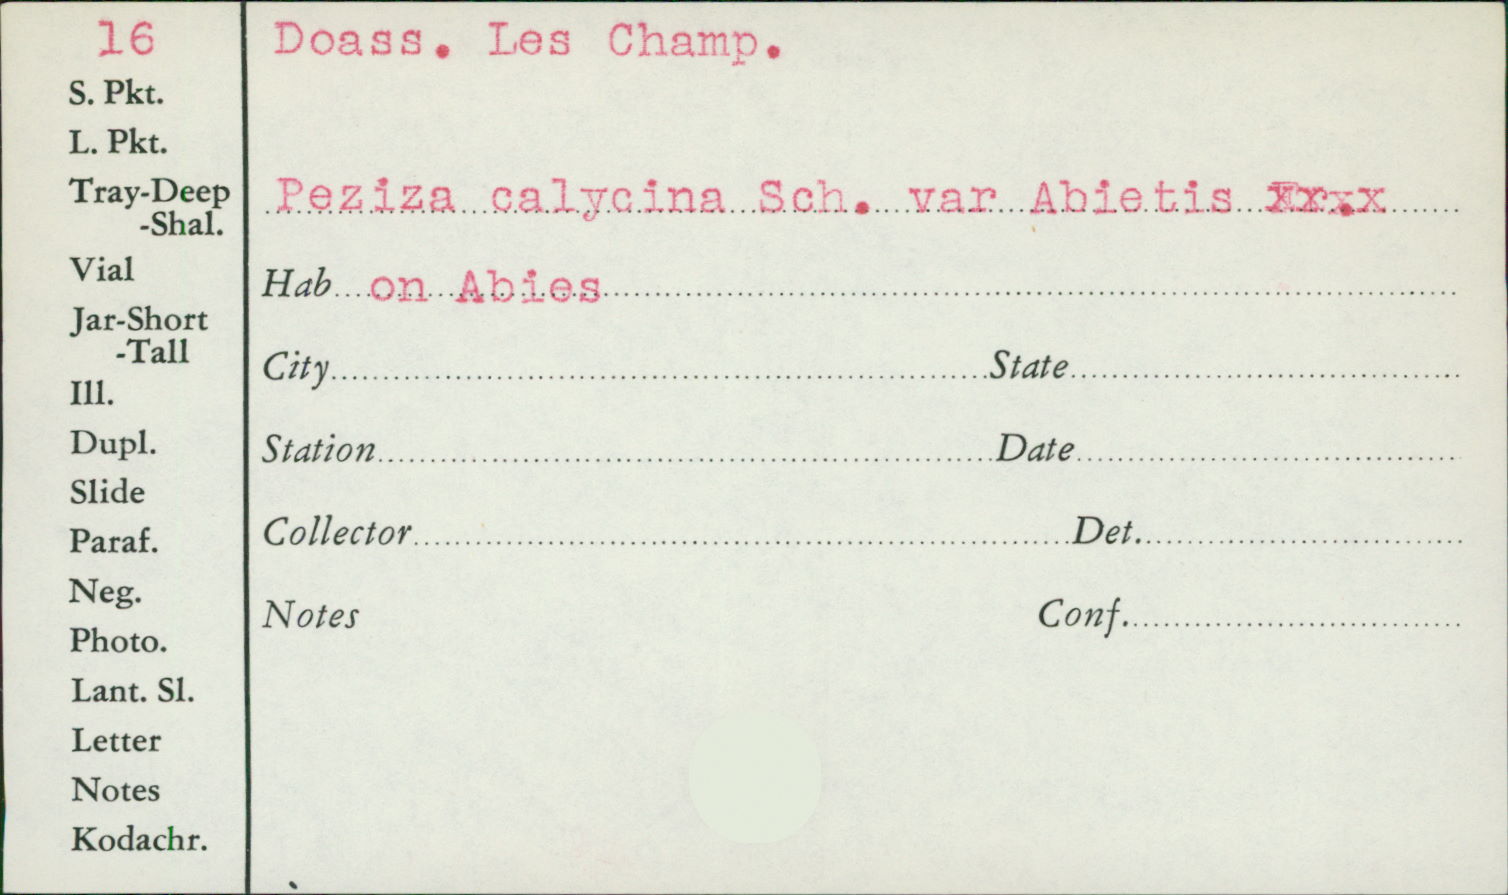 16
Doass. Les Champ.
S. Pkt.
L. Pkt.
Tray-Deep
-Shal.
Peziza calycina Sch. var Abietis
Vial
Hab on Abies
Jar-Short
-Tall
City State
Ill.
Dupl.
Station Date
Slide
Paraf.
Collector Det.
Neg.
Notes Conf.
Photo.
Lant. Sl.
Letter
Notes
Kodachr.